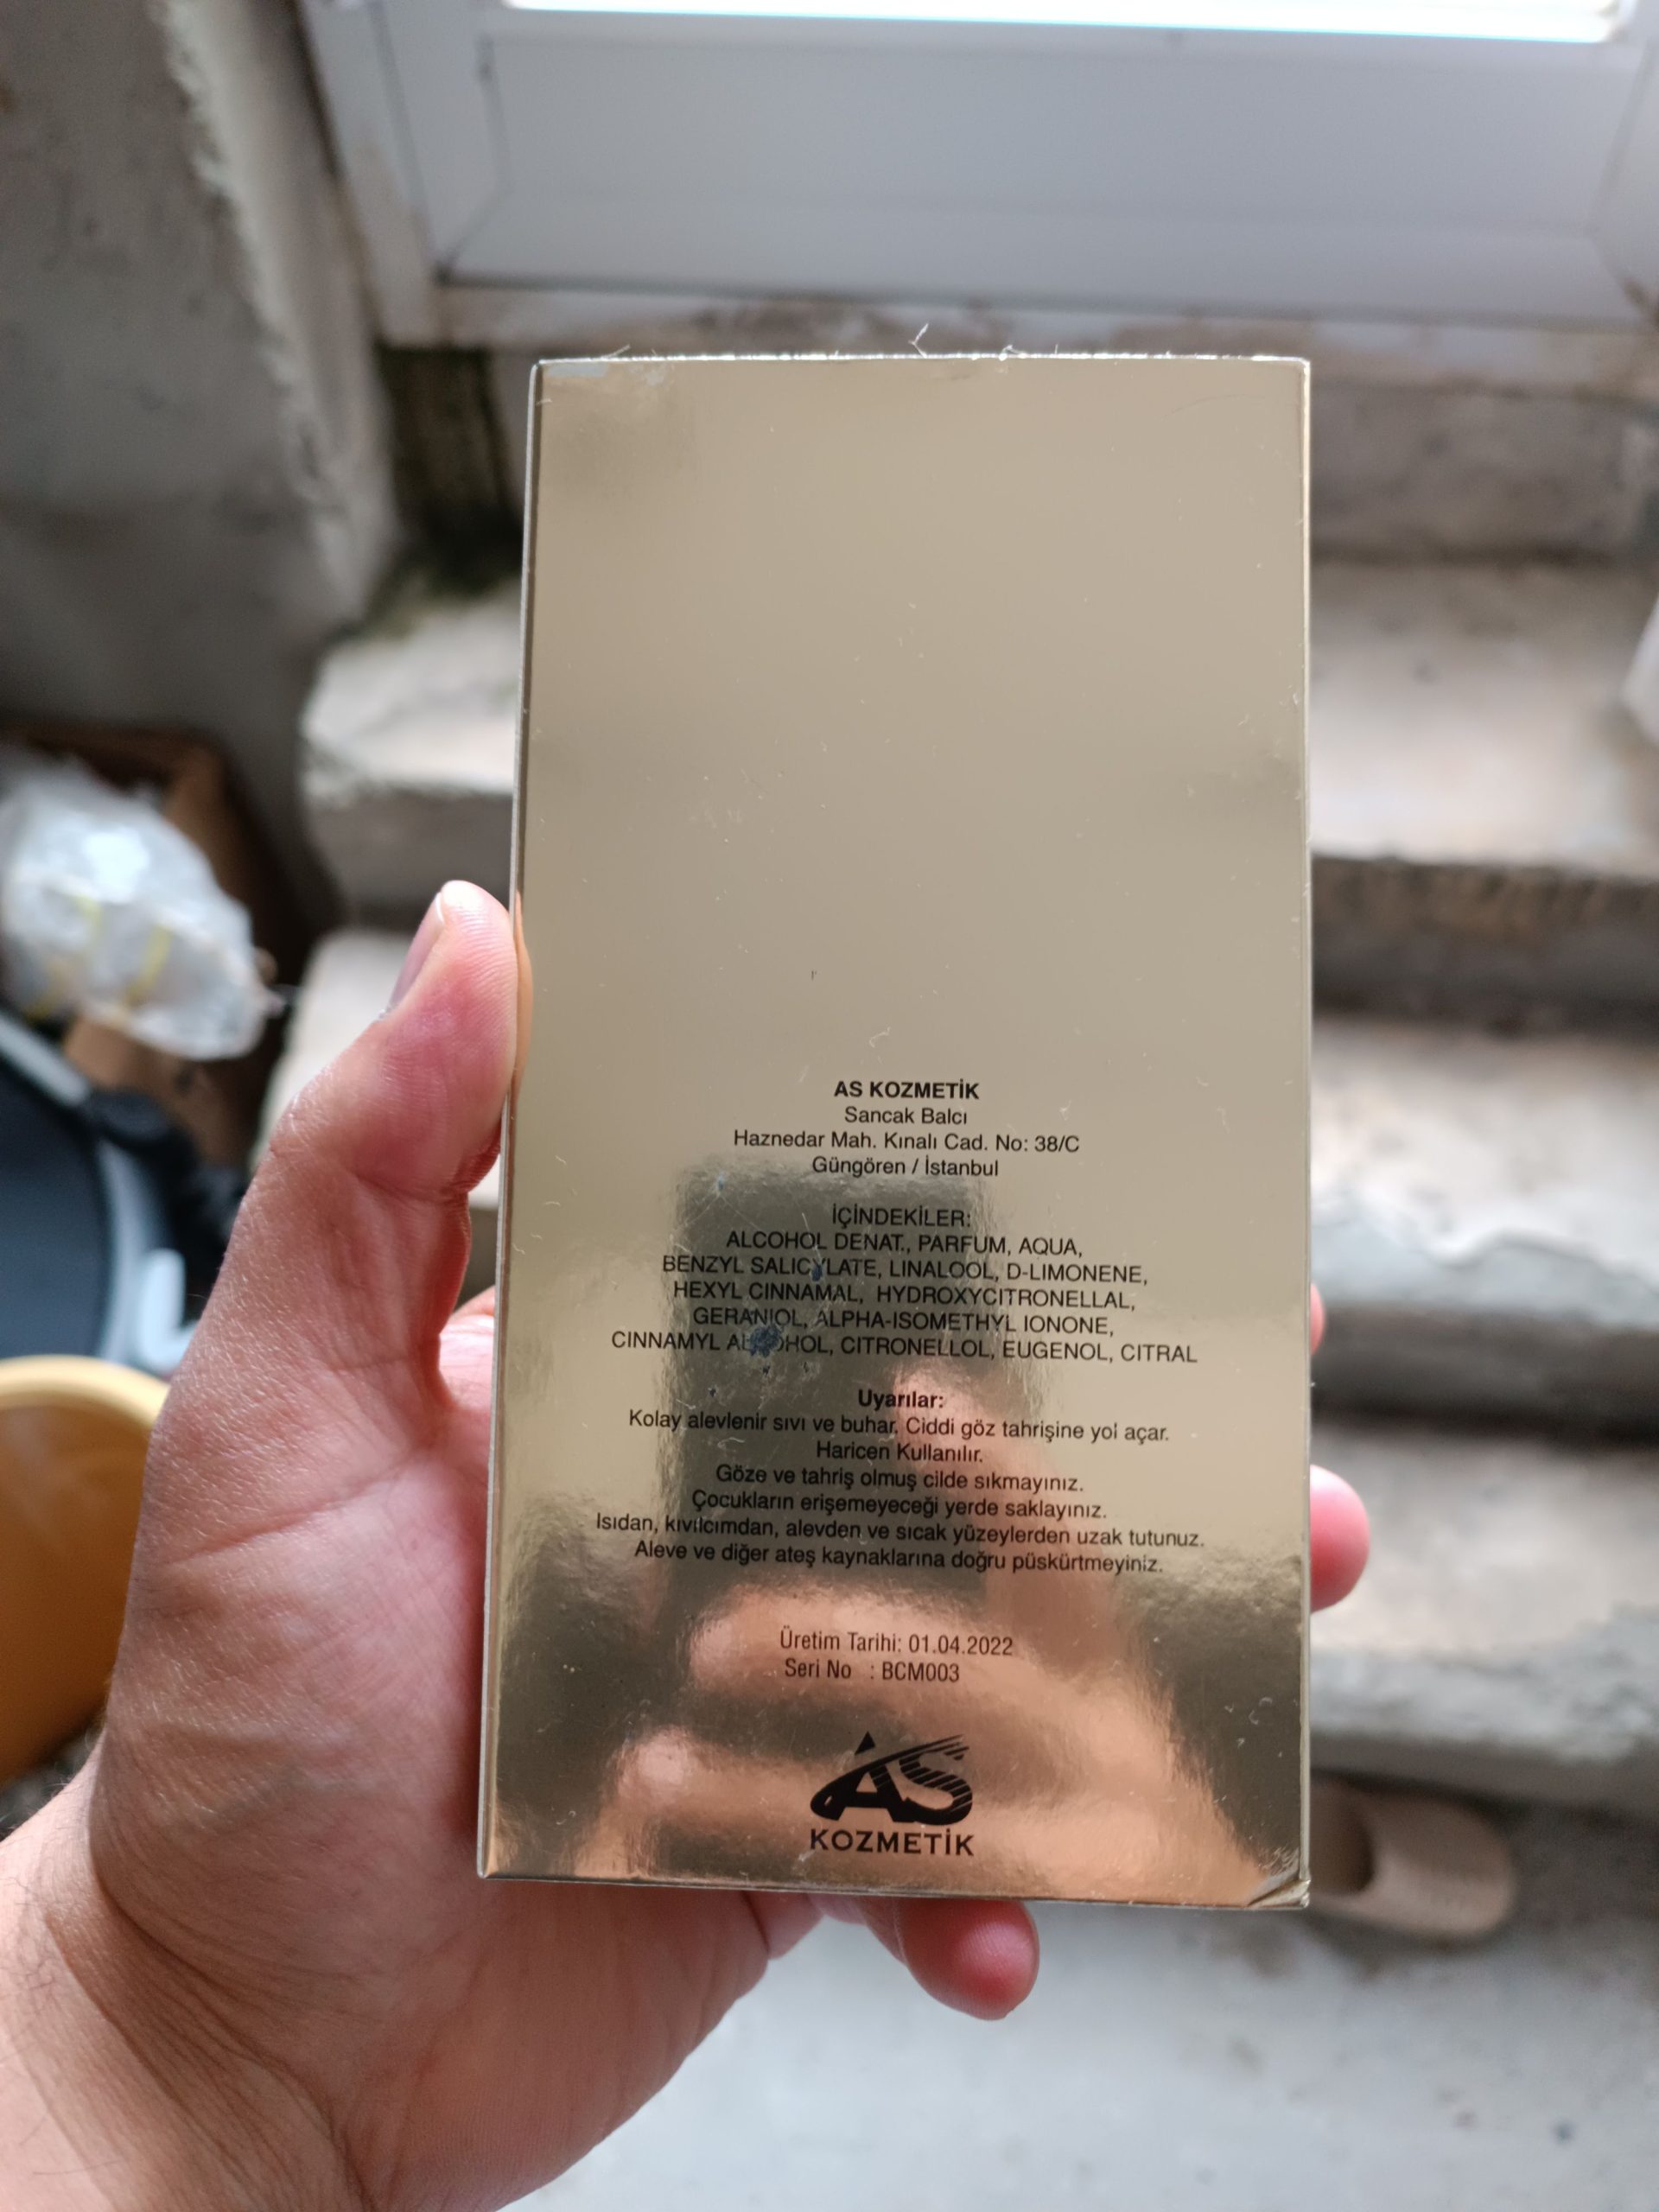 AS KOZMETİK
Sancak Balcı
Haznedar Mah. Kınalı Cad. No: 38/C
Güngören / İstanbul
İÇİNDEKİLER:
ALCOHOL DENAT., PARFUM, AQUA,
BENZYL SALICYLATE, LINALOOL, D-LIMONENE,
HEXYL CINNAMAL, HYDROXYCITRONELLAL,
GERANIOL, ALPHA-ISOMETHYL IONONE,
CINNAMYL ALCOHOL, CITRONELLOL, EUGENOL, CITRAL
Uyarılar:
Kolay alevlenir sıvı ve buhar. Ciddi göz tahrişine yol açar.
Haricen Kullanılır.
Göze ve tahriş olmuş cilde sıkmayınız.
Çocukların erişemeyeceği yerde saklayınız.
Isıdan, kıvılcımdan, alevden ve sıcak yüzeylerden uzak tutunuz.
Aleve ve diğer ateş kaynaklarına doğru püskürtmeyiniz.
Üretim Tarihi: 01.04.2022
Seri No : BCM003
AS
KOZMETİK